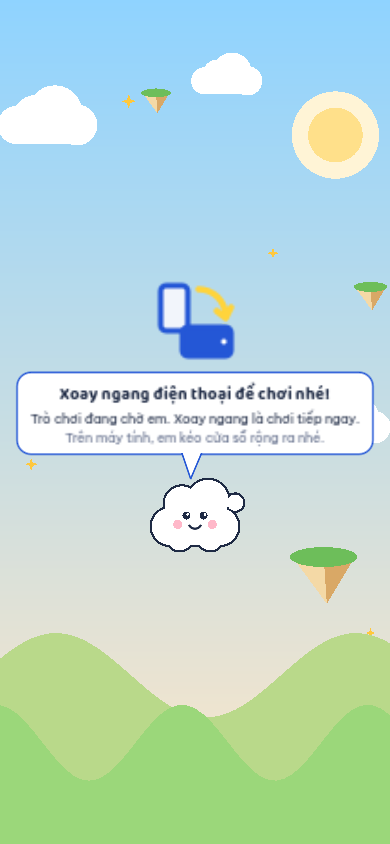 Xoay ngang điện thoại để chơi nhé!
Trò chơi đang chờ em. Xoay ngang là chơi tiếp ngay.
Trên máy tính, em kéo cửa sổ rộng ra nhé.